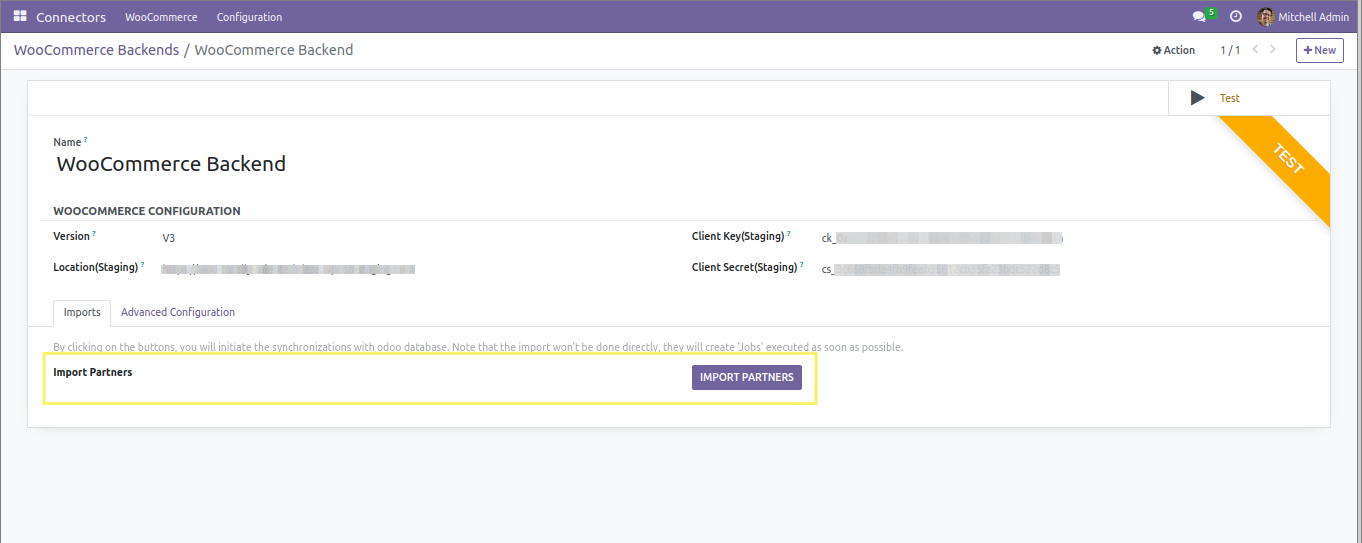 Connectors WooCommerce Configuration 5 Mitchell Admin
WooCommerce Backends / WooCommerce Backend Action 1 / 1 New
Test
TEST
Name ?
WooCommerce Backend
WOOCOMMERCE CONFIGURATION
Version ? V3 Client Key(Staging) ? ck_
Location(Staging) ? Client Secret(Staging) ? cs_
Imports Advanced Configuration
By clicking on the buttons, you will initiate the synchronizations with odoo database. Note that the import won't be done directly, they will create 'Jobs' executed as soon as possible.
Import Partners IMPORT PARTNERS